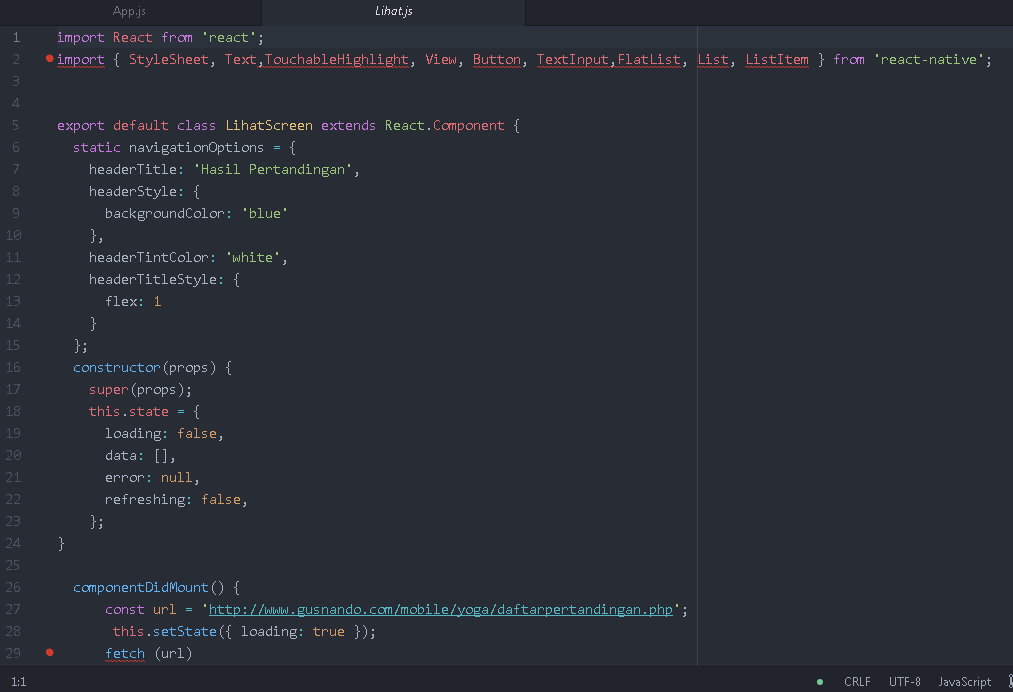 App.js Lihat.js
1 import React from 'react';
2 import { StyleSheet, Text,TouchableHighlight, View, Button, TextInput,FlatList, List, ListItem } from 'react-native';
3
4
5 export default class LihatScreen extends React.Component {
6 static navigationOptions = {
7 headerTitle: 'Hasil Pertandingan',
8 headerStyle: {
9 backgroundColor: 'blue'
10 },
11 headerTintColor: 'white',
12 headerTitleStyle: {
13 flex: 1
14 }
15 };
16 constructor(props) {
17 super(props);
18 this.state = {
19 loading: false,
20 data: [],
21 error: null,
22 refreshing: false,
23 };
24 }
25
26 componentDidMount() {
27 const url = 'http://www.gusnando.com/mobile/yoga/daftarpertandingan.php';
28 this.setState({ loading: true });
29 fetch (url)
1:1 CRLF UTF-8 JavaScript